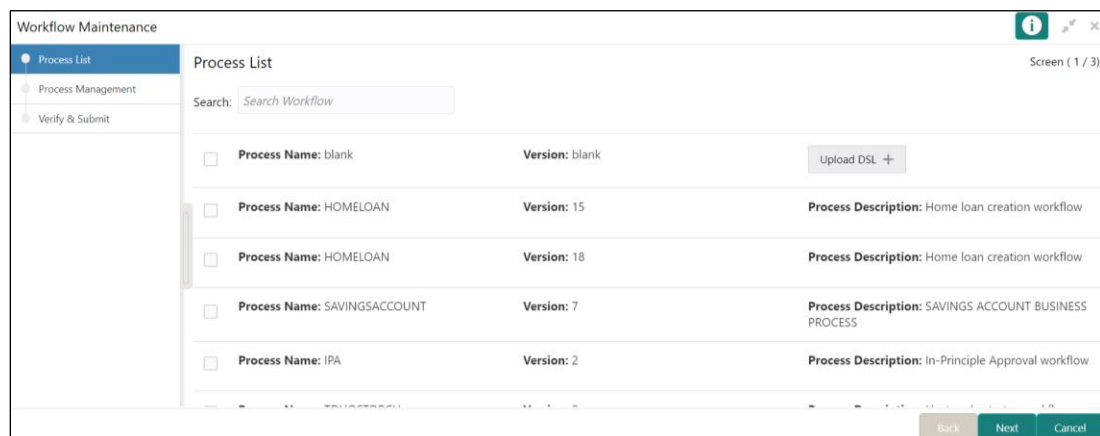 Workflow Maintenance
Process List
Process Management
Verify & Submit
Process List
Screen ( 1 / 3)
Search: Search Workflow
Process Name: blank Version: blank Upload DSL +
Process Name: HOMELOAN Version: 15 Process Description: Home loan creation workflow
Process Name: HOMELOAN Version: 18 Process Description: Home loan creation workflow
Process Name: SAVINGSACCOUNT Version: 7 Process Description: SAVINGS ACCOUNT BUSINESS
PROCESS
Process Name: IPA Version: 2 Process Description: In-Principle Approval workflow
Back Next Cancel